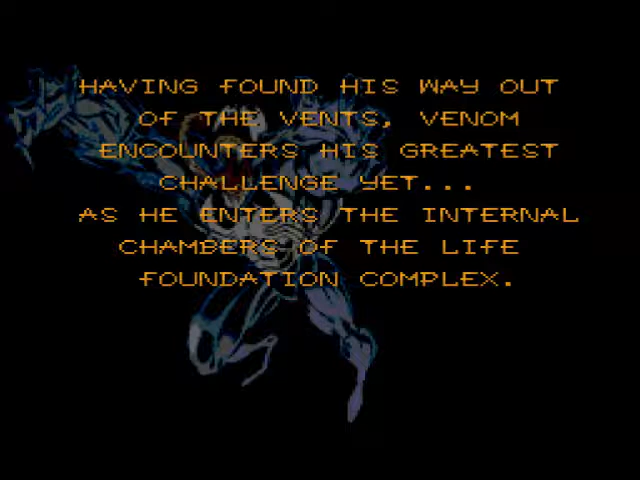 HAVING FOUND HIS WAY OUT
OF THE VENTS, VENOM
ENCOUNTERS HIS GREATEST
CHALLENGE YET...
AS HE ENTERS THE INTERNAL
CHAMBERS OF THE LIFE
FOUNDATION COMPLEX.